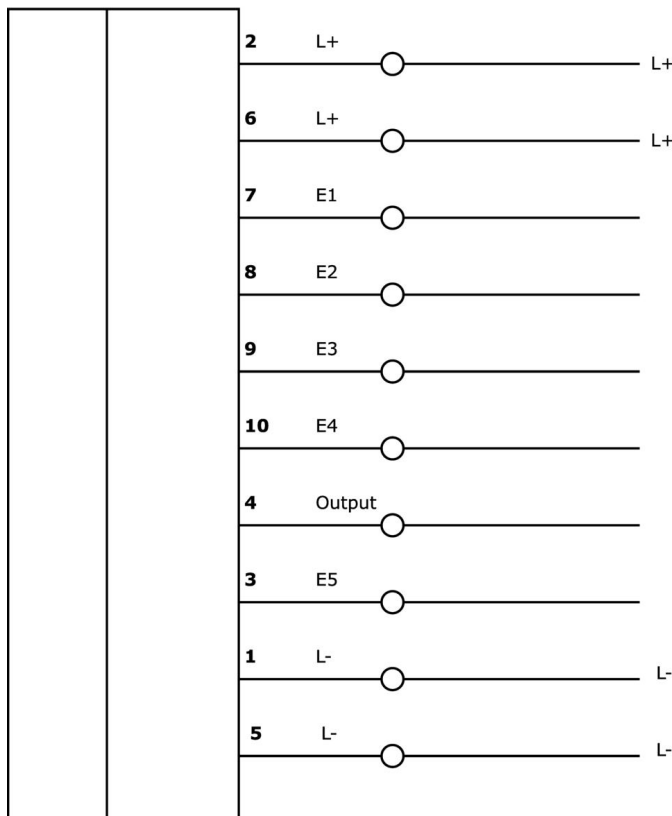 2 L+ L+
6 L+ L+
7 E1
8 E2
9 E3
10 E4
4 Output
3 E5
1 L- L-
5 L- L-